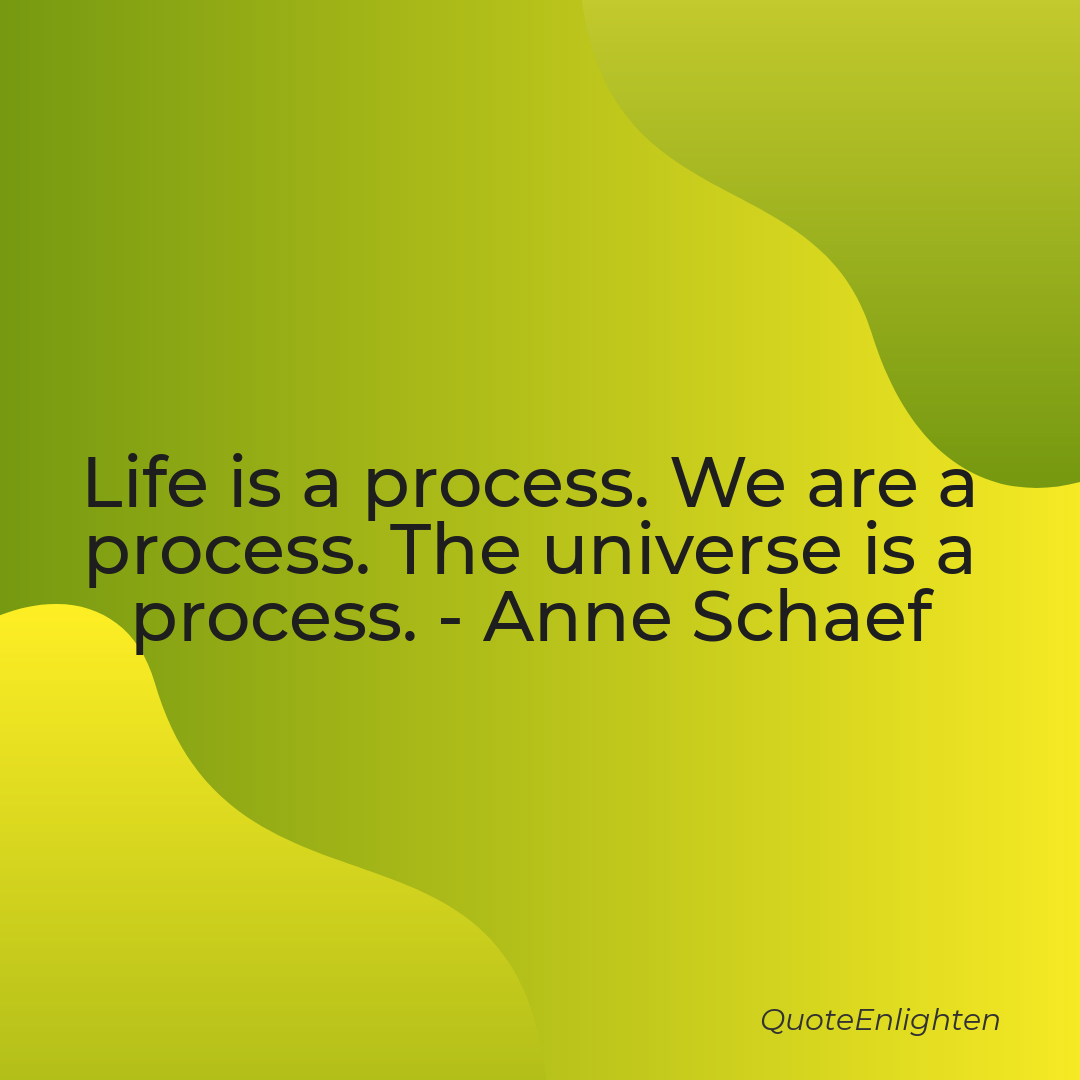 Life is a process. We are a
process. The universe is a
process. - Anne Schaef
QuoteEnlighten